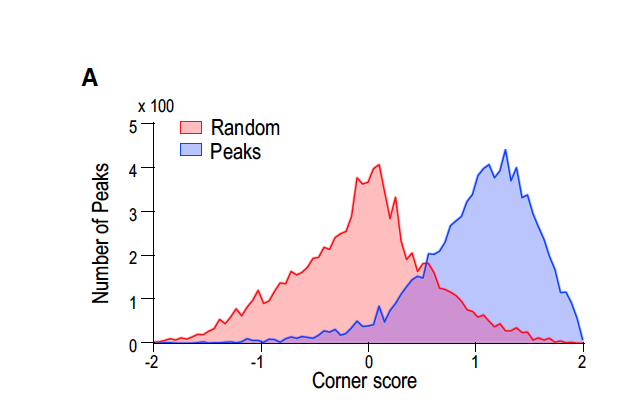 A
x 100
Random
Peaks
5
4
3
2
1
0
Number of Peaks
-2 -1 0 1 2
Corner score